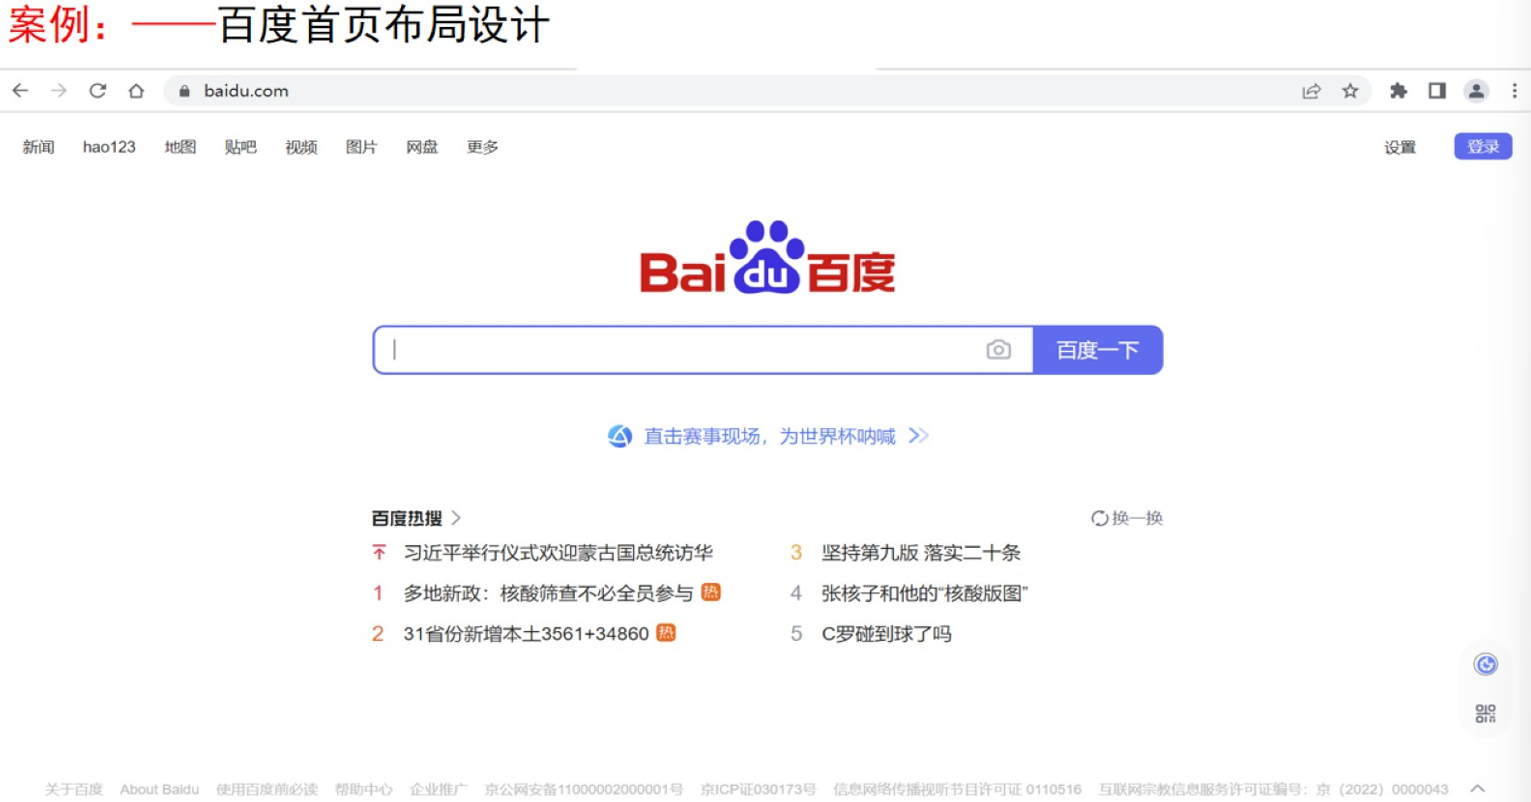 案例：——百度首页布局设计
baidu.com
新闻 hao123 地图 贴吧 视频 图片 网盘 更多 设置 登录
Bai du 百度
百度一下
直击赛事现场，为世界杯呐喊
百度热搜 换一换
习近平举行仪式欢迎蒙古国总统访华
1 多地新政：核酸筛查不必全员参与 热
2 31省份新增本土3561+34860 热
3 坚持第九版 落实二十条
4 张核子和他的“核酸版图”
5 C罗碰到球了吗
关于百度 About Baidu 使用百度前必读 帮助中心 企业推广 京公网安备11000002000001号 京ICP证030173号 信息网络传播视听节目许可证 0110516 互联网宗教信息服务许可证编号：京（2022）0000043